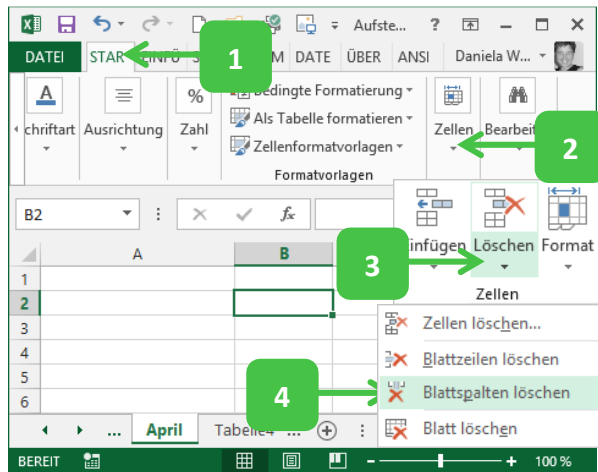 Aufste... ?
DATEI STAR EINFÜ S M DATE ÜBER ANSI Daniela W...
1
A %
chriftart Ausrichtung Zahl
Bedingte Formatierung
Als Tabelle formatieren
Zellenformatvorlagen
Formatvorlagen
Zellen Bearbeit
2
B2 fx
infügen Löschen Format
3
Zellen
A B
1
2
3
4
5
6
Zellen löschen...
Blattzeilen löschen
Blattspalten löschen
Blatt löschen
4
... April Tabelle4 ...
BEREIT 100 %